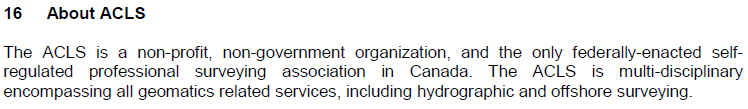 16 About ACLS
The ACLS is a non-profit, non-government organization, and the only federally-enacted self-
regulated professional surveying association in Canada. The ACLS is multi-disciplinary
encompassing all geomatics related services, including hydrographic and offshore surveying.